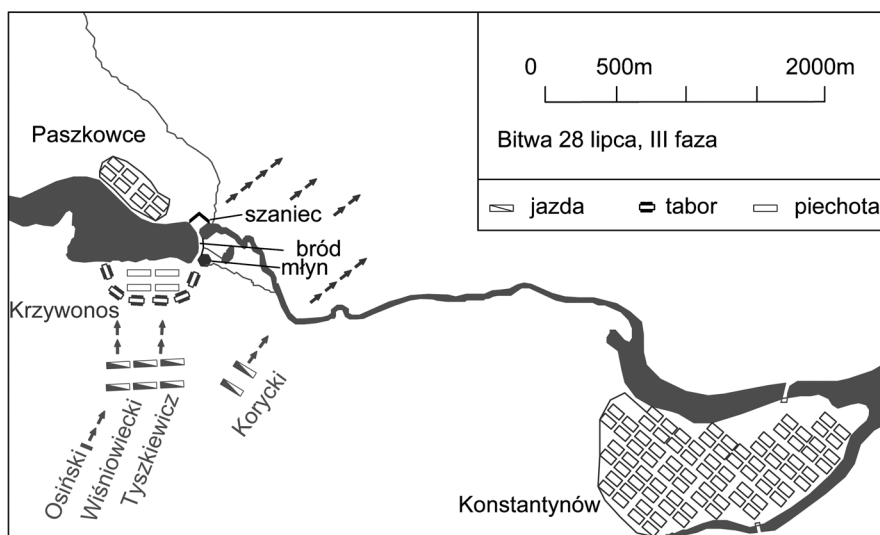 0 500m 2000m
Bitwa 28 lipca, III faza
jazda tabor piechota
Paszkowce
szaniec
bród
młyn
Krzywonos
Osiński
Wiśniowiecki
Tyszkiewicz
Korycki
Konstantynów